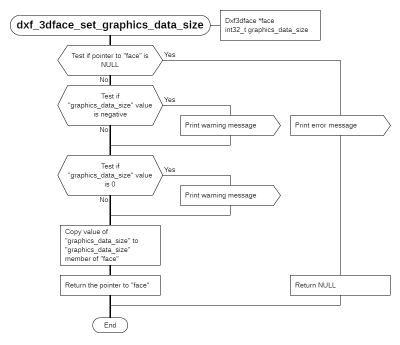 dxf_3dface_set_graphics_data_size
Dxf3dface *face
int32_t graphics_data_size
Test if pointer to "face" is
NULL
Yes
No
Test if
"graphics_data_size" value
is negative
Yes
Print warning message
Print error message
No
Test if
"graphics_data_size" value
is 0
Yes
Print warning message
No
Copy value of
"graphics_data_size" to
"graphics_data_size"
member of "face"
Return the pointer to "face"
Return NULL
End